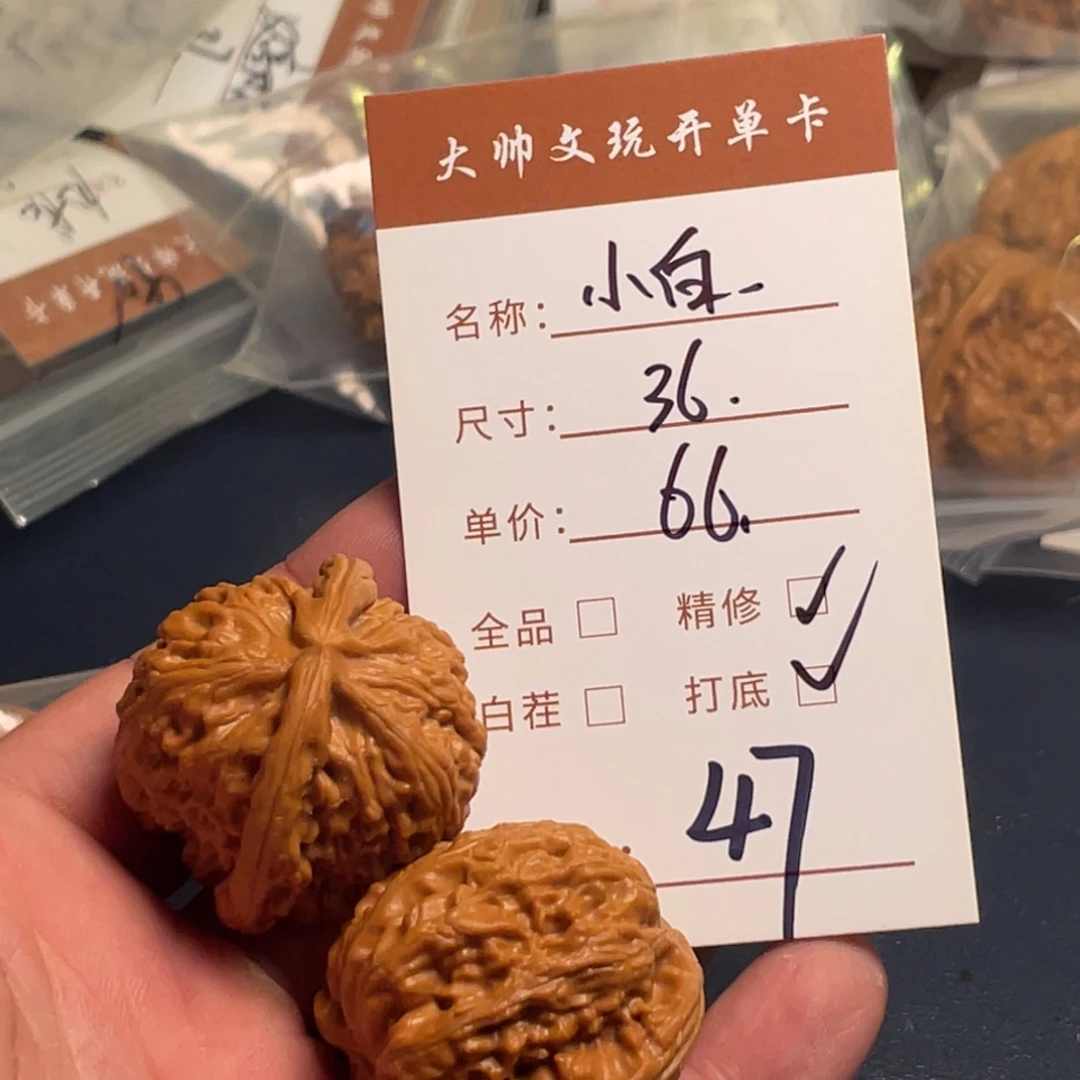 大帅文玩开单卡
名称: 小白
尺寸: 36.
单价: 66.
全品 □ 精修 ☑
白茬 □ 打底 ☑
47